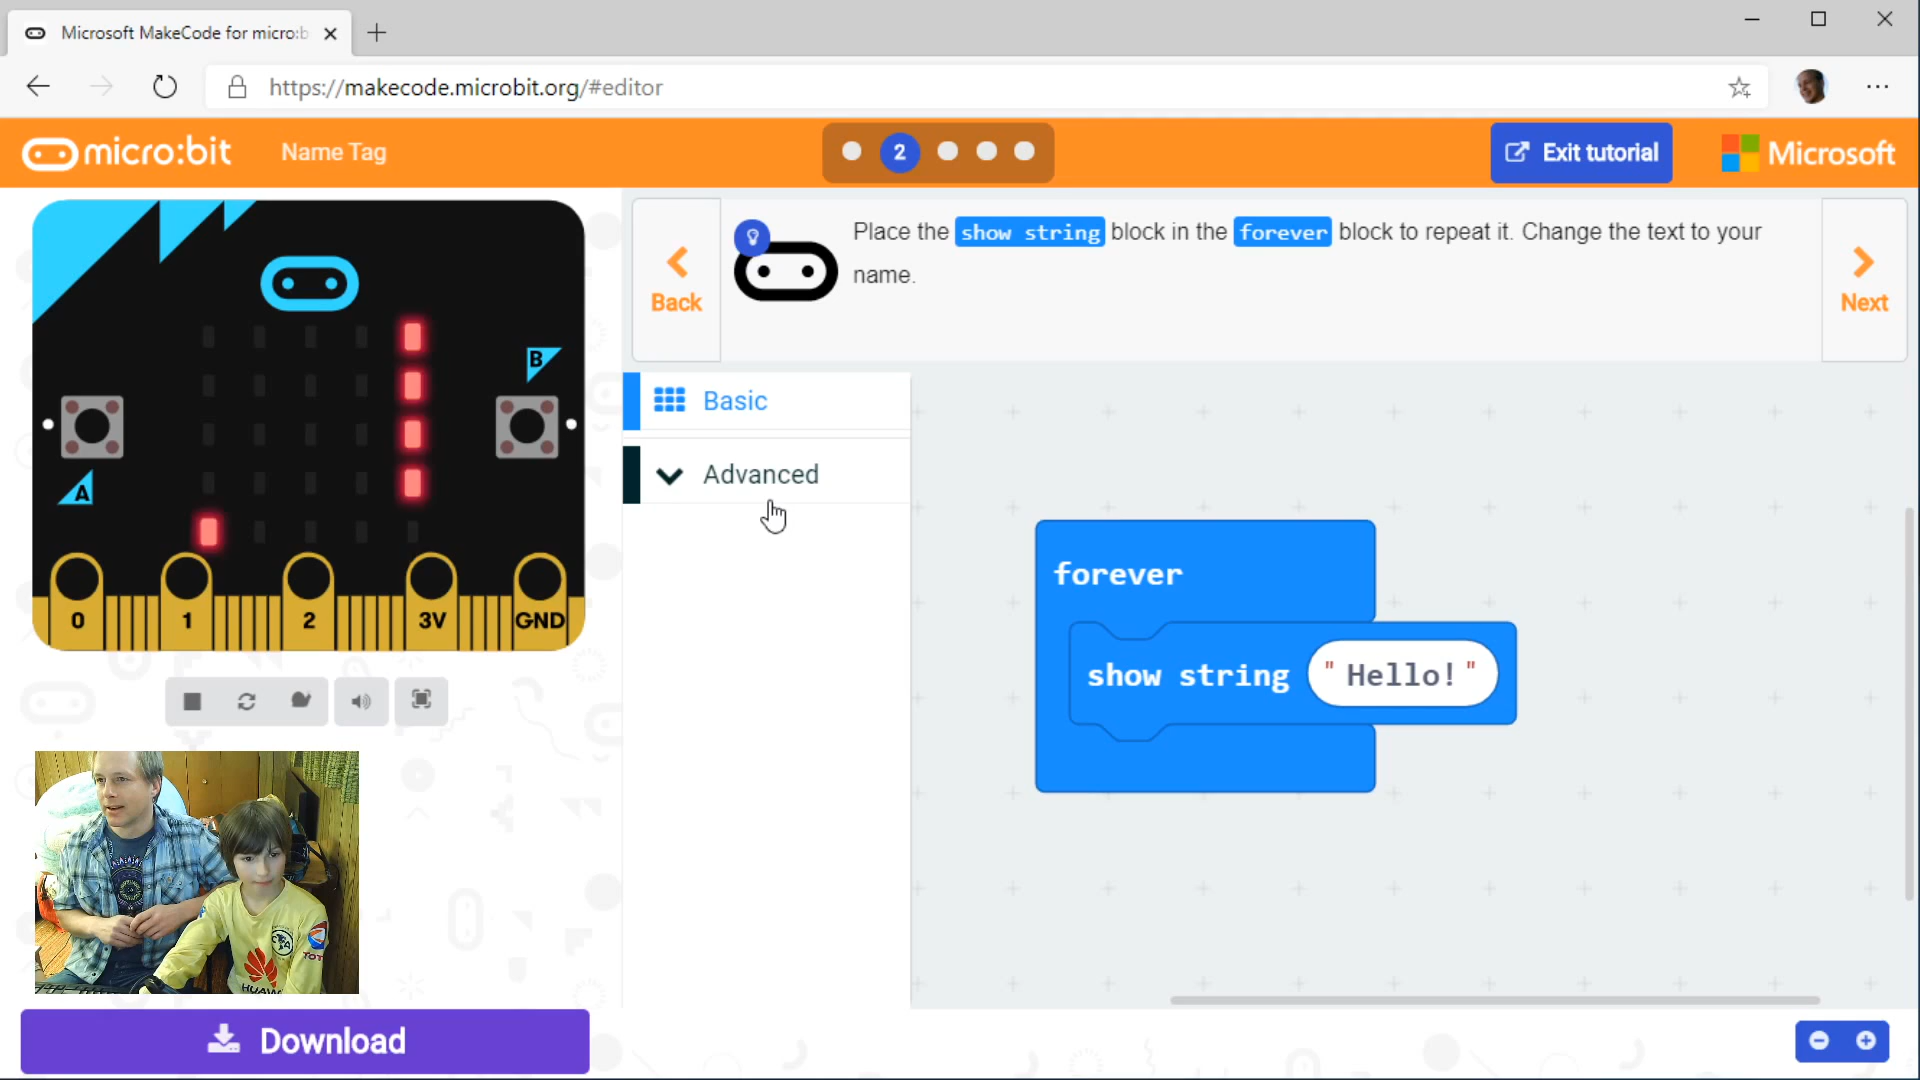 Microsoft MakeCode for micro:b
https://makecode.microbit.org/#editor
micro:bit
Name Tag
2
Exit tutorial
Microsoft
Back
Place the show string block in the forever block to repeat it. Change the text to your
name.
Next
B
A
0 1 2 3V GND
Basic
Advanced
forever
show string "Hello!"
HUAW
Download